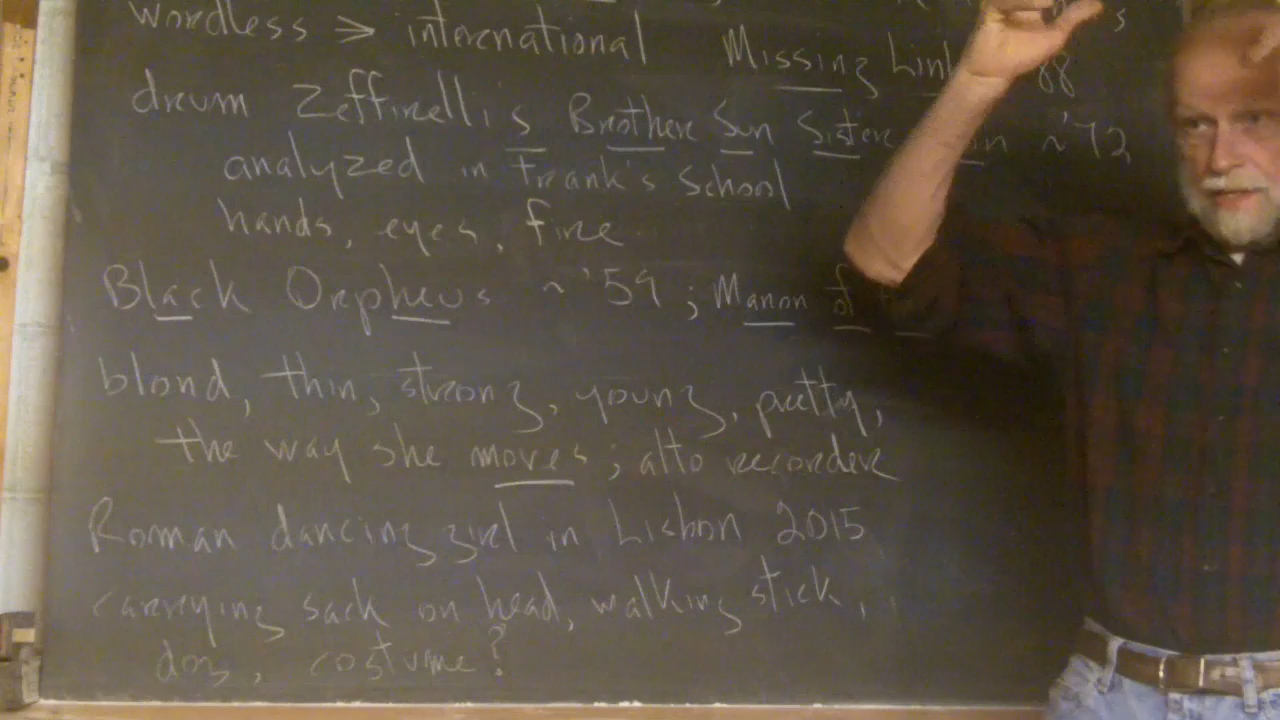 wordless => international Missing Link '88
drum Zeffirelli's Brother Sun Sister ~'72
analyzed in Frank's School
hands, eyes, fire
Black Orpheus ~'59; Manon of
blond, thin, strong, young, pretty,
the way she moves; alto recorder
Roman dancing girl in Lisbon 2015
carrying sack on head, walking stick,
dog, costume?